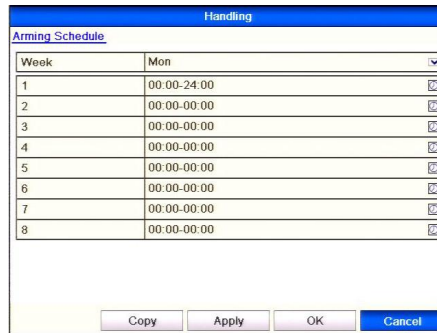 Handling
Arming Schedule
Week Mon
1 00:00-24:00
2 00:00-00:00
3 00:00-00:00
4 00:00-00:00
5 00:00-00:00
6 00:00-00:00
7 00:00-00:00
8 00:00-00:00
Copy Apply OK Cancel